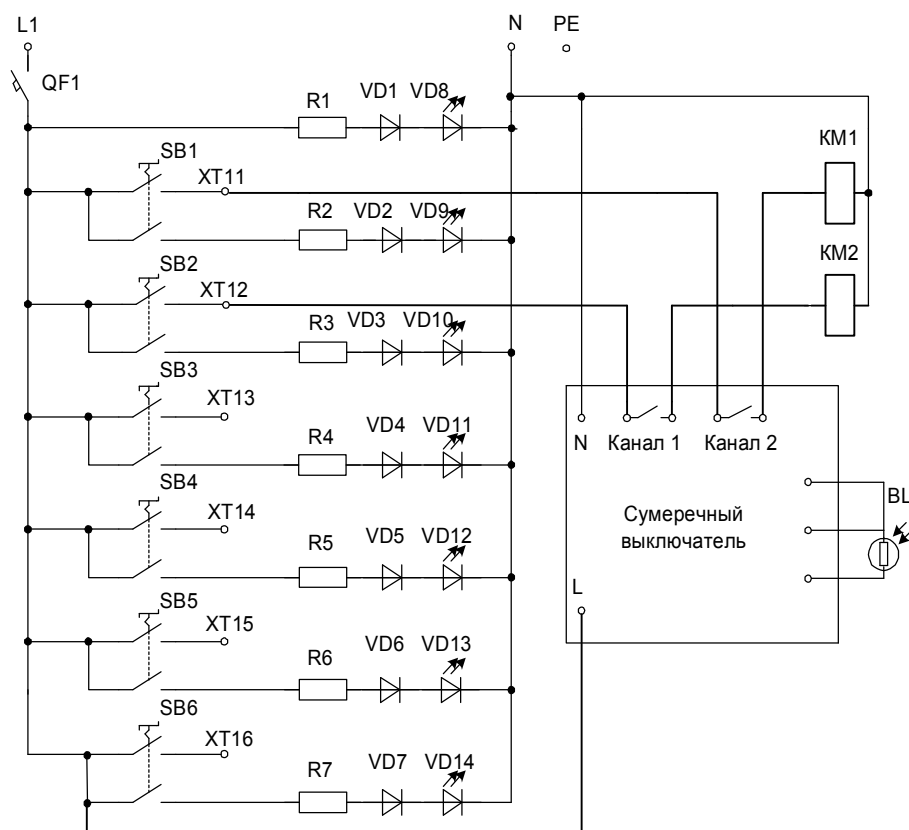 L1
N
PE
QF1
R1
VD1
VD8
SB1
XT11
КМ1
R2
VD2
VD9
SB2
XT12
КМ2
R3
VD3
VD10
SB3
XT13
R4
VD4
VD11
N
Канал 1
Канал 2
SB4
XT14
BL
R5
VD5
VD12
Сумеречный
выключатель
SB5
XT15
L
R6
VD6
VD13
SB6
XT16
R7
VD7
VD14